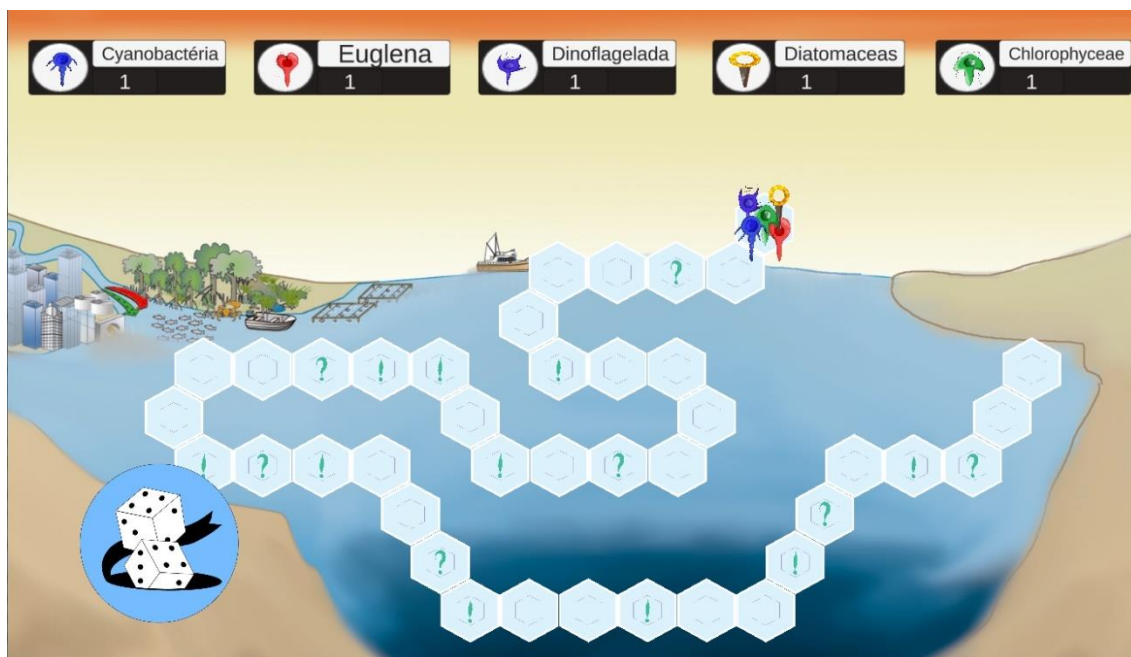 Cyanobactéria
1
Euglena
1
Dinoflagelada
1
Diatomaceas
1
Chlorophyceae
1
?
!
? ! !
! ? !
! ?
?
! ?
?
! !
!